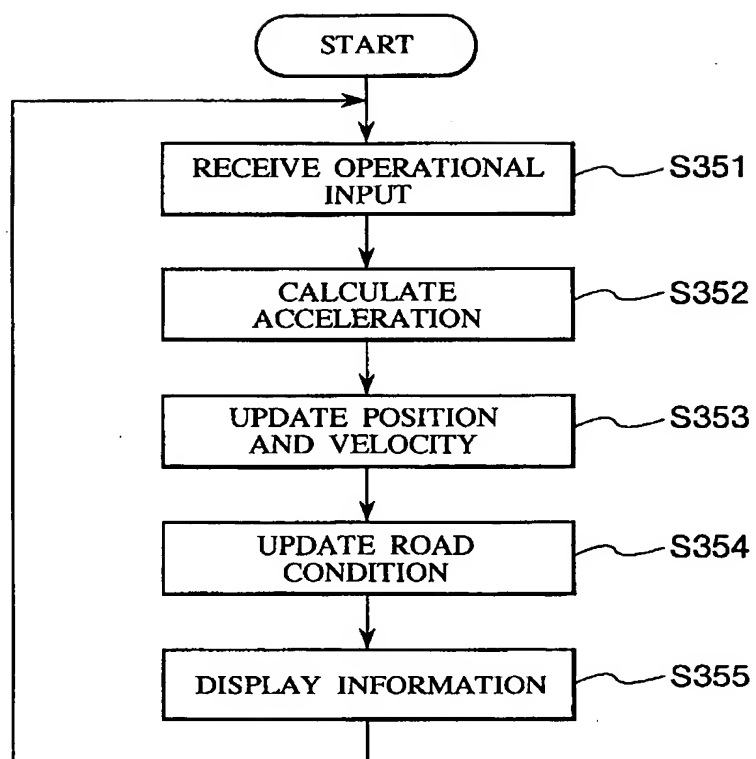 START
RECEIVE OPERATIONAL
INPUT
S351
CALCULATE
ACCELERATION
S352
UPDATE POSITION
AND VELOCITY
S353
UPDATE ROAD
CONDITION
S354
DISPLAY INFORMATION
S355